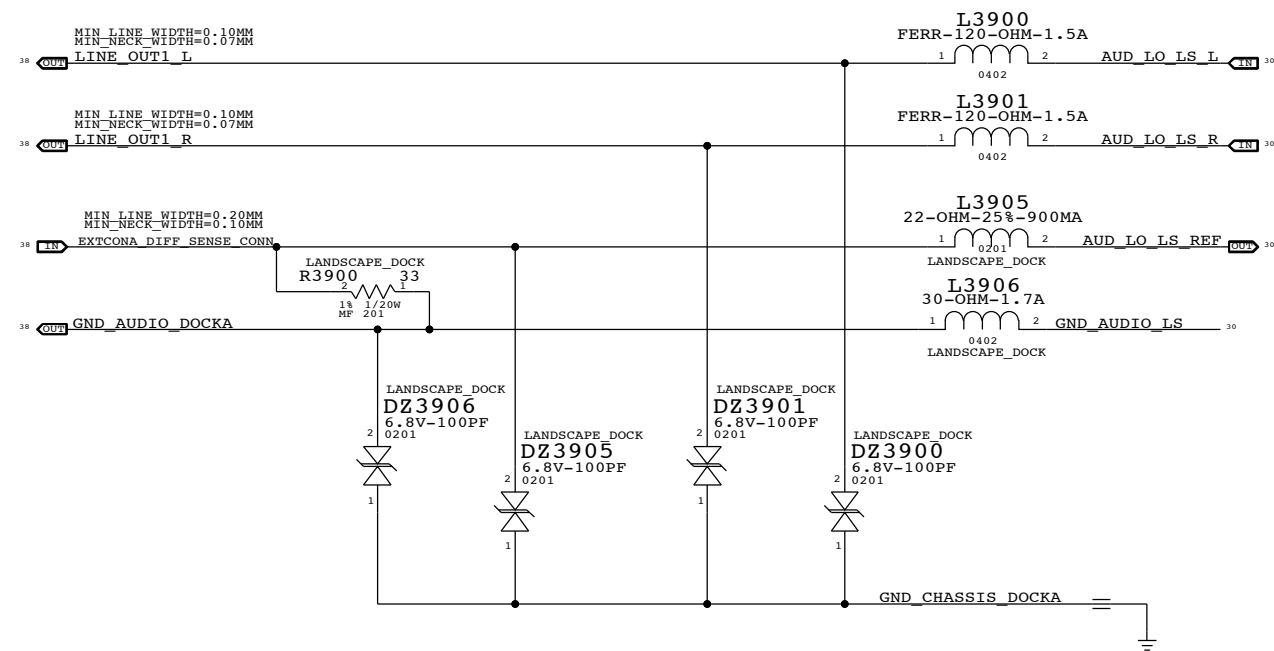 L3900
FERR-120-OHM-1.5A
MIN_LINE_WIDTH=0.10MM
MIN_NECK_WIDTH=0.07MM
38 OUT LINE_OUT1_L 1 2 AUD_LO_LS_L IN 30
0402
L3901
FERR-120-OHM-1.5A
MIN_LINE_WIDTH=0.10MM
MIN_NECK_WIDTH=0.07MM
38 OUT LINE_OUT1_R 1 2 AUD_LO_LS_R IN 30
0402
L3905
22-OHM-25%-900MA
MIN_LINE_WIDTH=0.20MM
MIN_NECK_WIDTH=0.10MM
38 IN EXTCONA_DIFF_SENSE_CONN 1 2 AUD_LO_LS_REF OUT 30
0201
LANDSCAPE_DOCK
LANDSCAPE_DOCK
R3900 33
2 1
1% 1/20W
MF 201
L3906
30-OHM-1.7A
38 OUT GND_AUDIO_DOCKA 1 2 GND_AUDIO_LS 30
0402
LANDSCAPE_DOCK
LANDSCAPE_DOCK
DZ3906
6.8V-100PF
2 0201
1
LANDSCAPE_DOCK
DZ3905
6.8V-100PF
2 0201
1
LANDSCAPE_DOCK
DZ3901
6.8V-100PF
2 0201
1
LANDSCAPE_DOCK
DZ3900
6.8V-100PF
2 0201
1
GND_CHASSIS_DOCKA